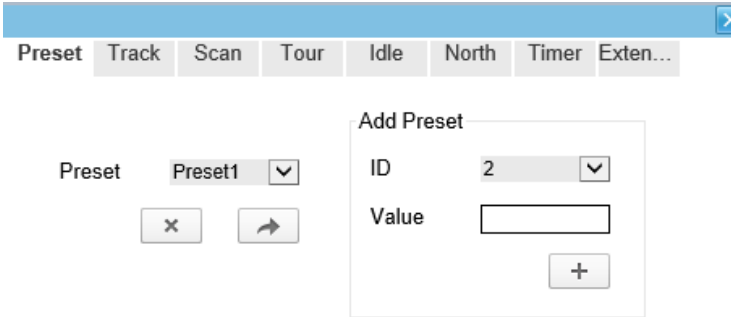 Preset Track Scan Tour Idle North Timer Exten...
Add Preset
Preset Preset1
ID 2
Value